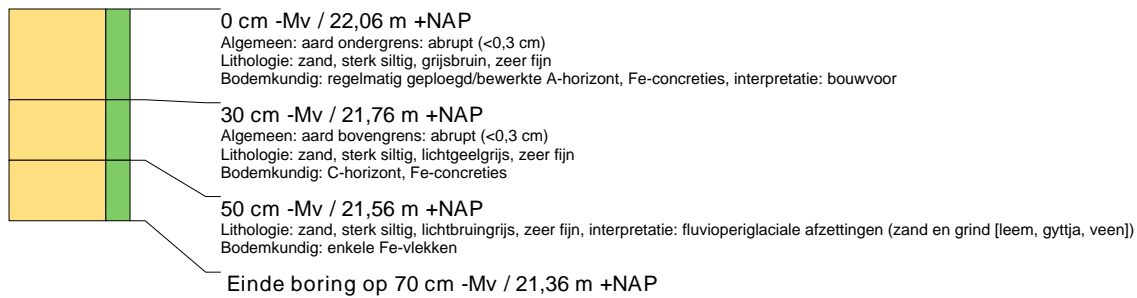 0 cm -Mv / 22,06 m +NAP
Algemeen: aard ondergrens: abrupt (<0,3 cm)
Lithologie: zand, sterk siltig, grijsbruin, zeer fijn
Bodemkundig: regelmatig geploegd/bewerkte A-horizont, Fe-concreties, interpretatie: bouwvoor
30 cm -Mv / 21,76 m +NAP
Algemeen: aard bovengrens: abrupt (<0,3 cm)
Lithologie: zand, sterk siltig, lichtgeelgrijs, zeer fijn
Bodemkundig: C-horizont, Fe-concreties
50 cm -Mv / 21,56 m +NAP
Lithologie: zand, sterk siltig, lichtbruingrijs, zeer fijn, interpretatie: fluvioperiglaciale afzettingen (zand en grind [leem, gyttja, veen])
Bodemkundig: enkele Fe-vlekken
Einde boring op 70 cm -Mv / 21,36 m +NAP